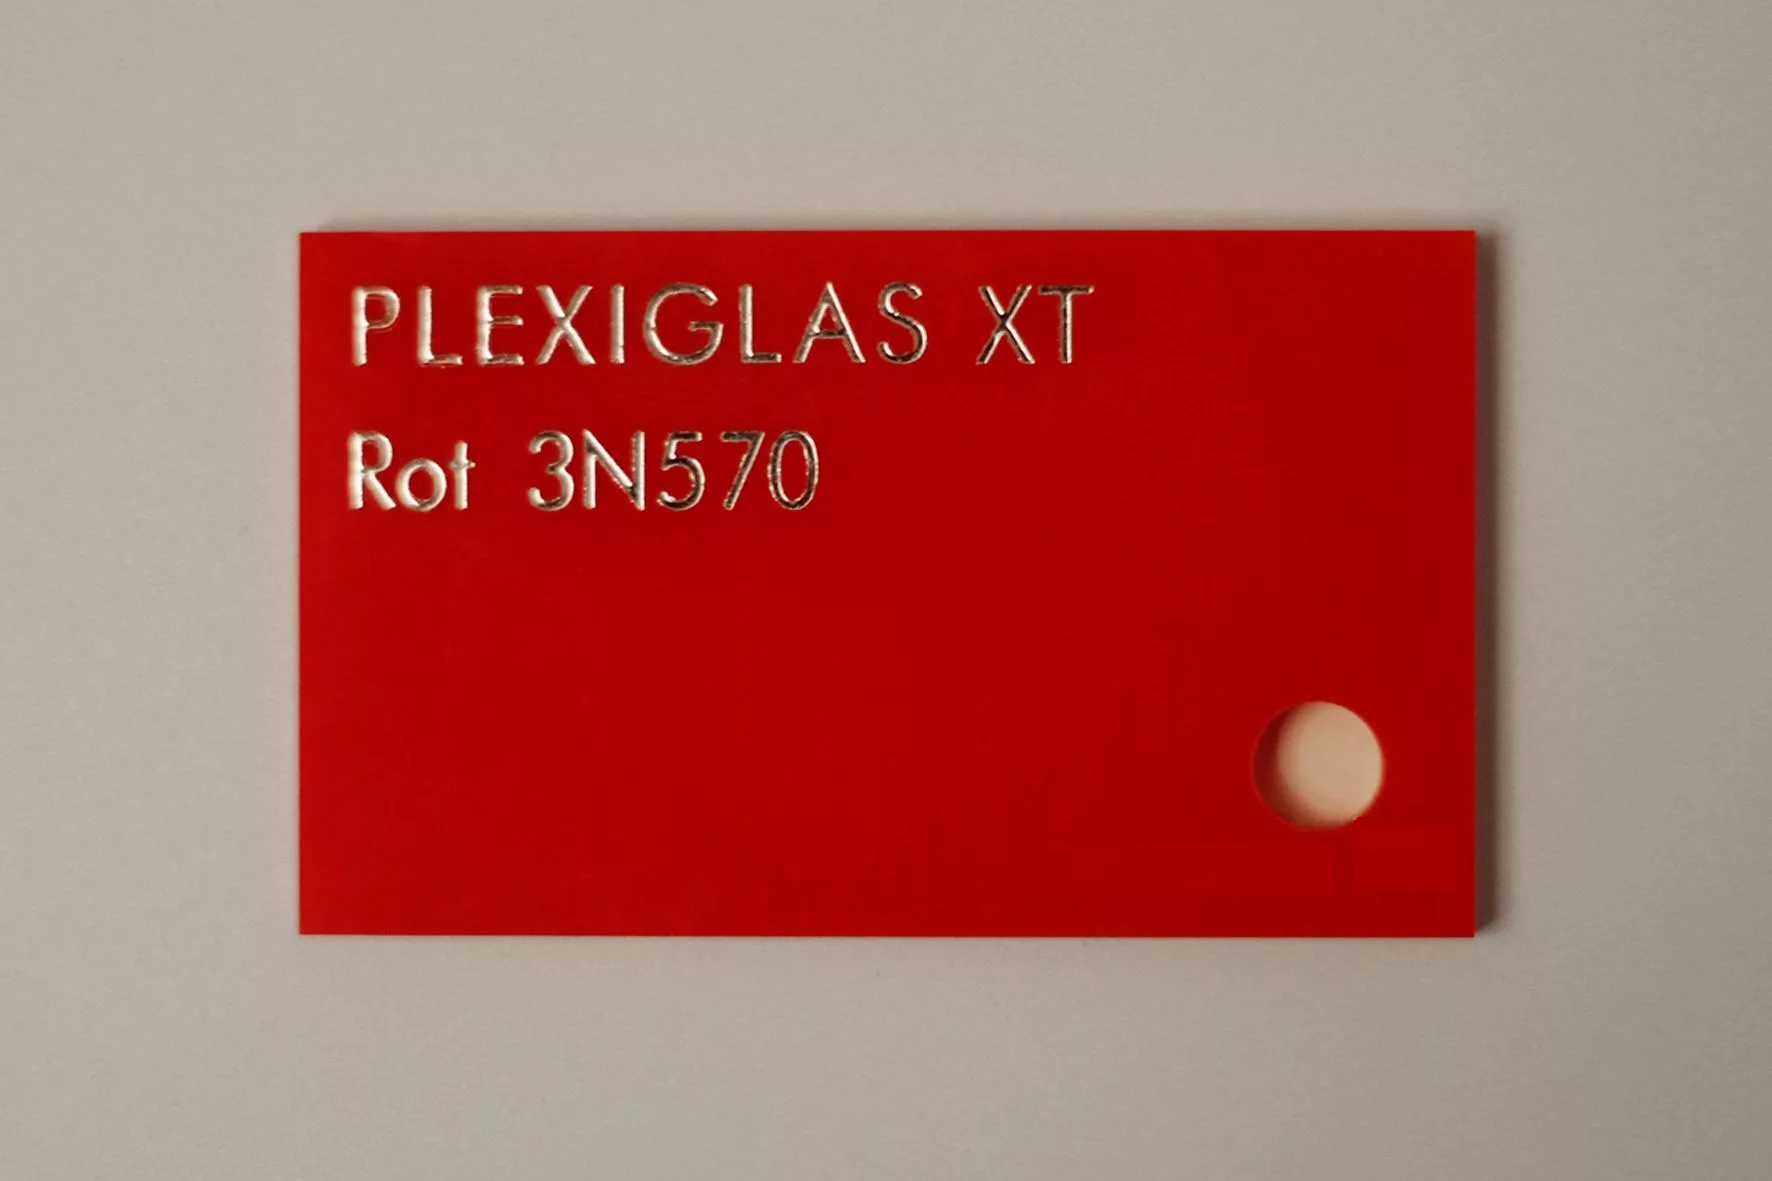 PLEXIGLAS XT
Rot 3N570